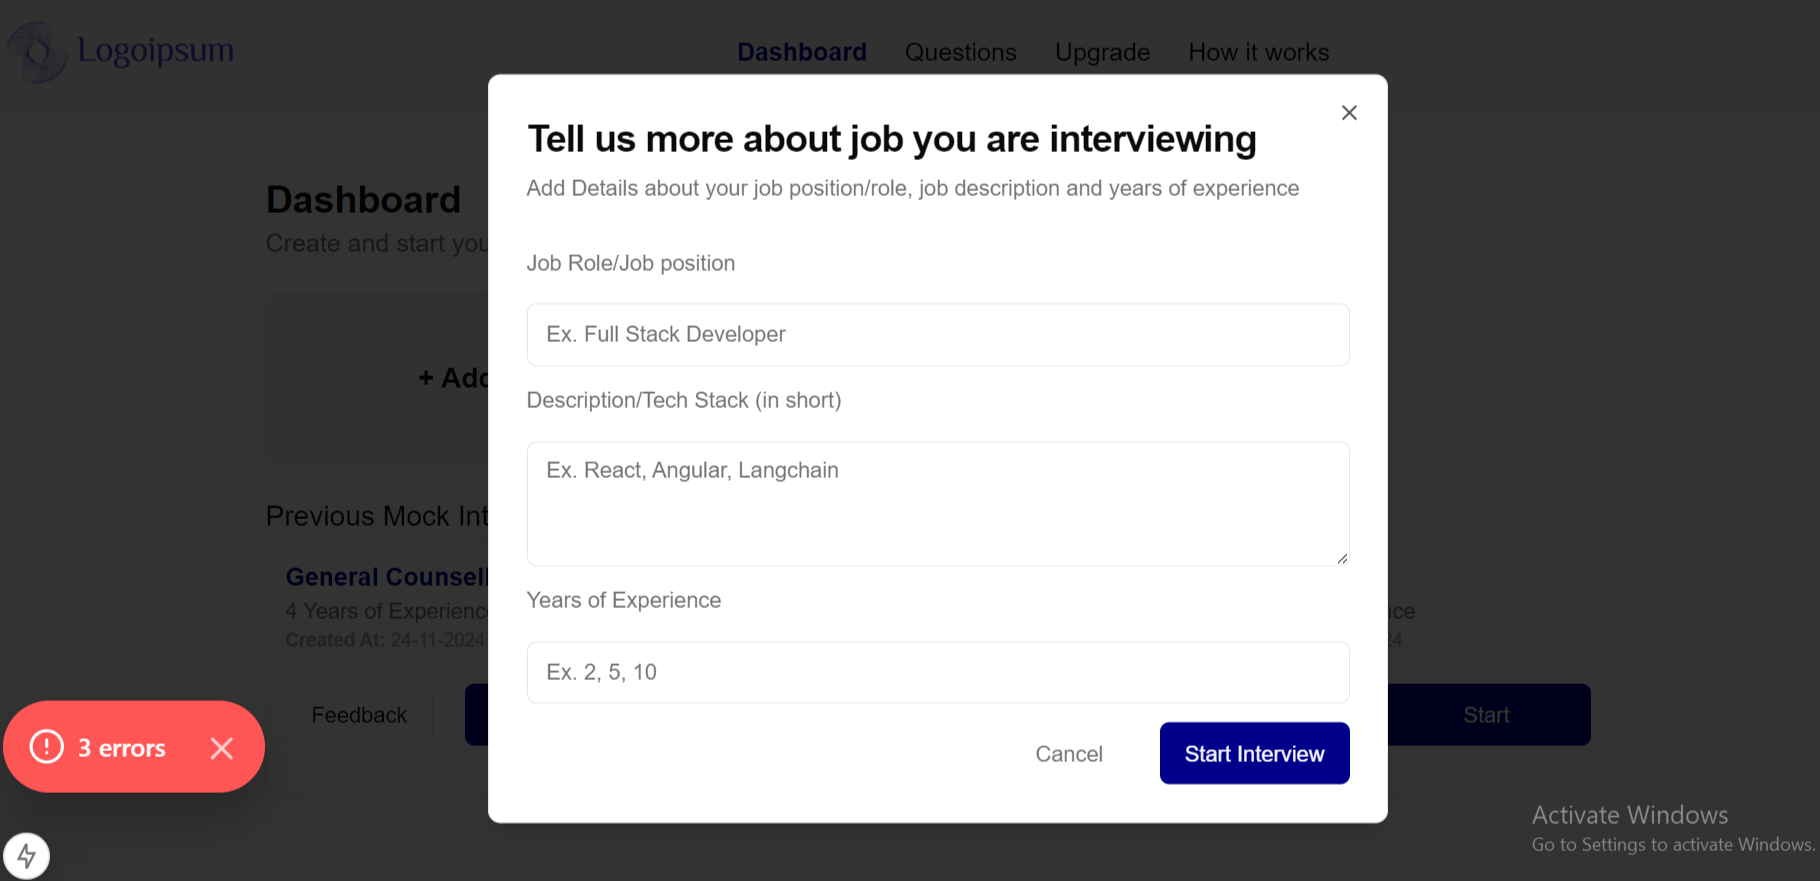 Logoipsum
Dashboard Questions Upgrade How it works
Tell us more about job you are interviewing
Add Details about your job position/role, job description and years of experience
Dashboard
Create and start you
Job Role/Job position
Ex. Full Stack Developer
+ Add
Description/Tech Stack (in short)
Ex. React, Angular, Langchain
Previous Mock Int
General Counsell
4 Years of Experienc
Created At: 24-11-2024
Years of Experience
Ex. 2, 5, 10
nce
24
Feedback
Start
3 errors
Cancel
Start Interview
Activate Windows
Go to Settings to activate Windows.